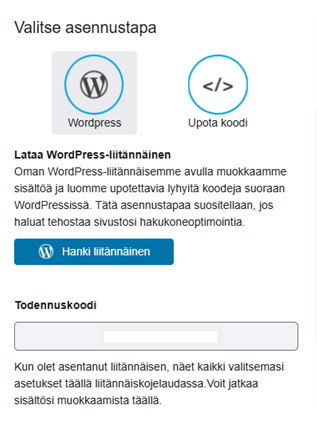 Valitse asennustapa
Wordpress
Upota koodi
Lataa WordPress-liitännäinen
Oman WordPress-liitännäisemme avulla muokkaamme
sisältöä ja luomme upotettavia lyhyitä koodeja suoraan
WordPressissä. Tätä asennustapaa suositellaan, jos
haluat tehostaa sivustosi hakukoneoptimointia.
Hanki liitännäinen
Todennuskoodi
Kun olet asentanut liitännäisen, näet kaikki valitsemasi
asetukset täällä liitännäiskojelaudassa.Voit jatkaa
sisältösi muokkaamista täällä.